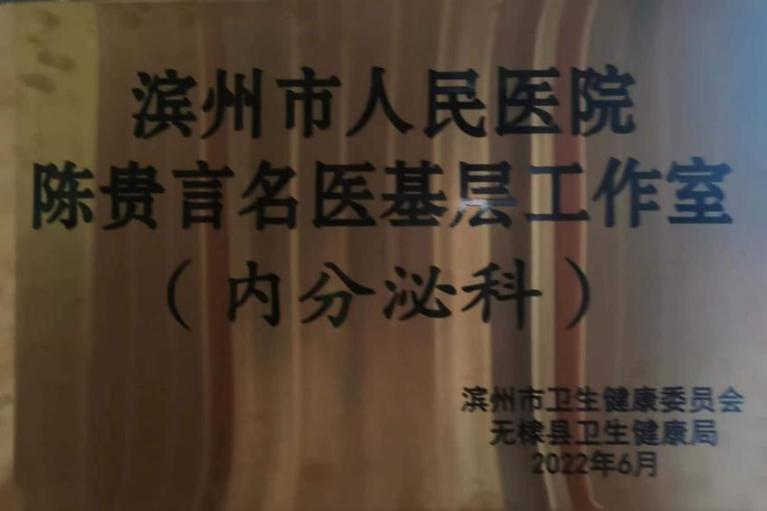 滨州市人民医院
陈贵言名医基层工作室
（内分泌科）
滨州市卫生健康委员会
无棣县卫生健康局
2022年6月